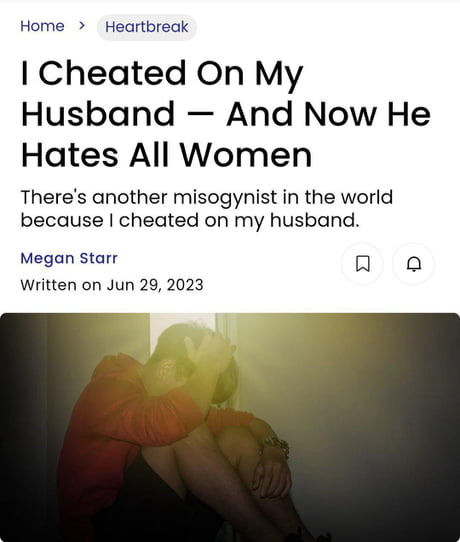 Home > Heartbreak
I Cheated On My
Husband — And Now He
Hates All Women
There's another misogynist in the world
because I cheated on my husband.
Megan Starr
Written on Jun 29, 2023